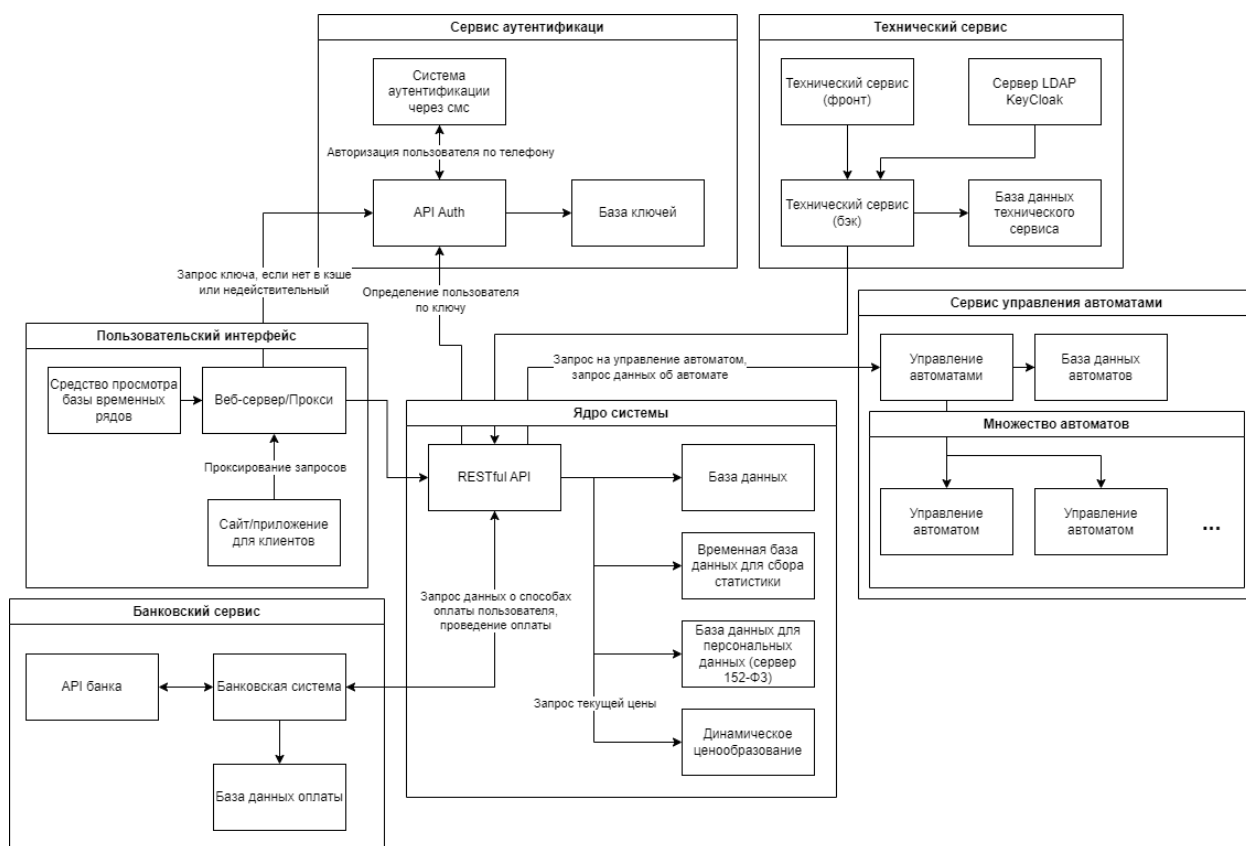 Сервис аутентификаци
Система
аутентификации
через смс
Авторизация пользователя по телефону
API Auth
База ключей
Технический сервис
Технический сервис
(фронт)
Сервер LDAP
KeyCloak
Технический сервис
(бэк)
База данных
технического
сервиса
Запрос ключа, если нет в кэше
или недействительный
Определение пользователя
по ключу
Пользовательский интерфейс
Средство просмотра
базы временных
рядов
Веб-сервер/Прокси
Проксирование запросов
Сайт/приложение
для клиентов
Запрос на управление автоматом,
запрос данных об автомате
Сервис управления автоматами
Управление
автоматами
База данных
автоматов
Множество автоматов
Управление
автоматом
Управление
автоматом
...
Ядро системы
RESTful API
База данных
Временная база
данных для сбора
статистики
База данных для
персональных
данных (сервер
152-ФЗ)
Запрос текущей цены
Динамическое
ценообразование
Запрос данных о способах
оплаты пользователя,
проведение оплаты
Банковский сервис
API банка
Банковская система
База данных оплаты